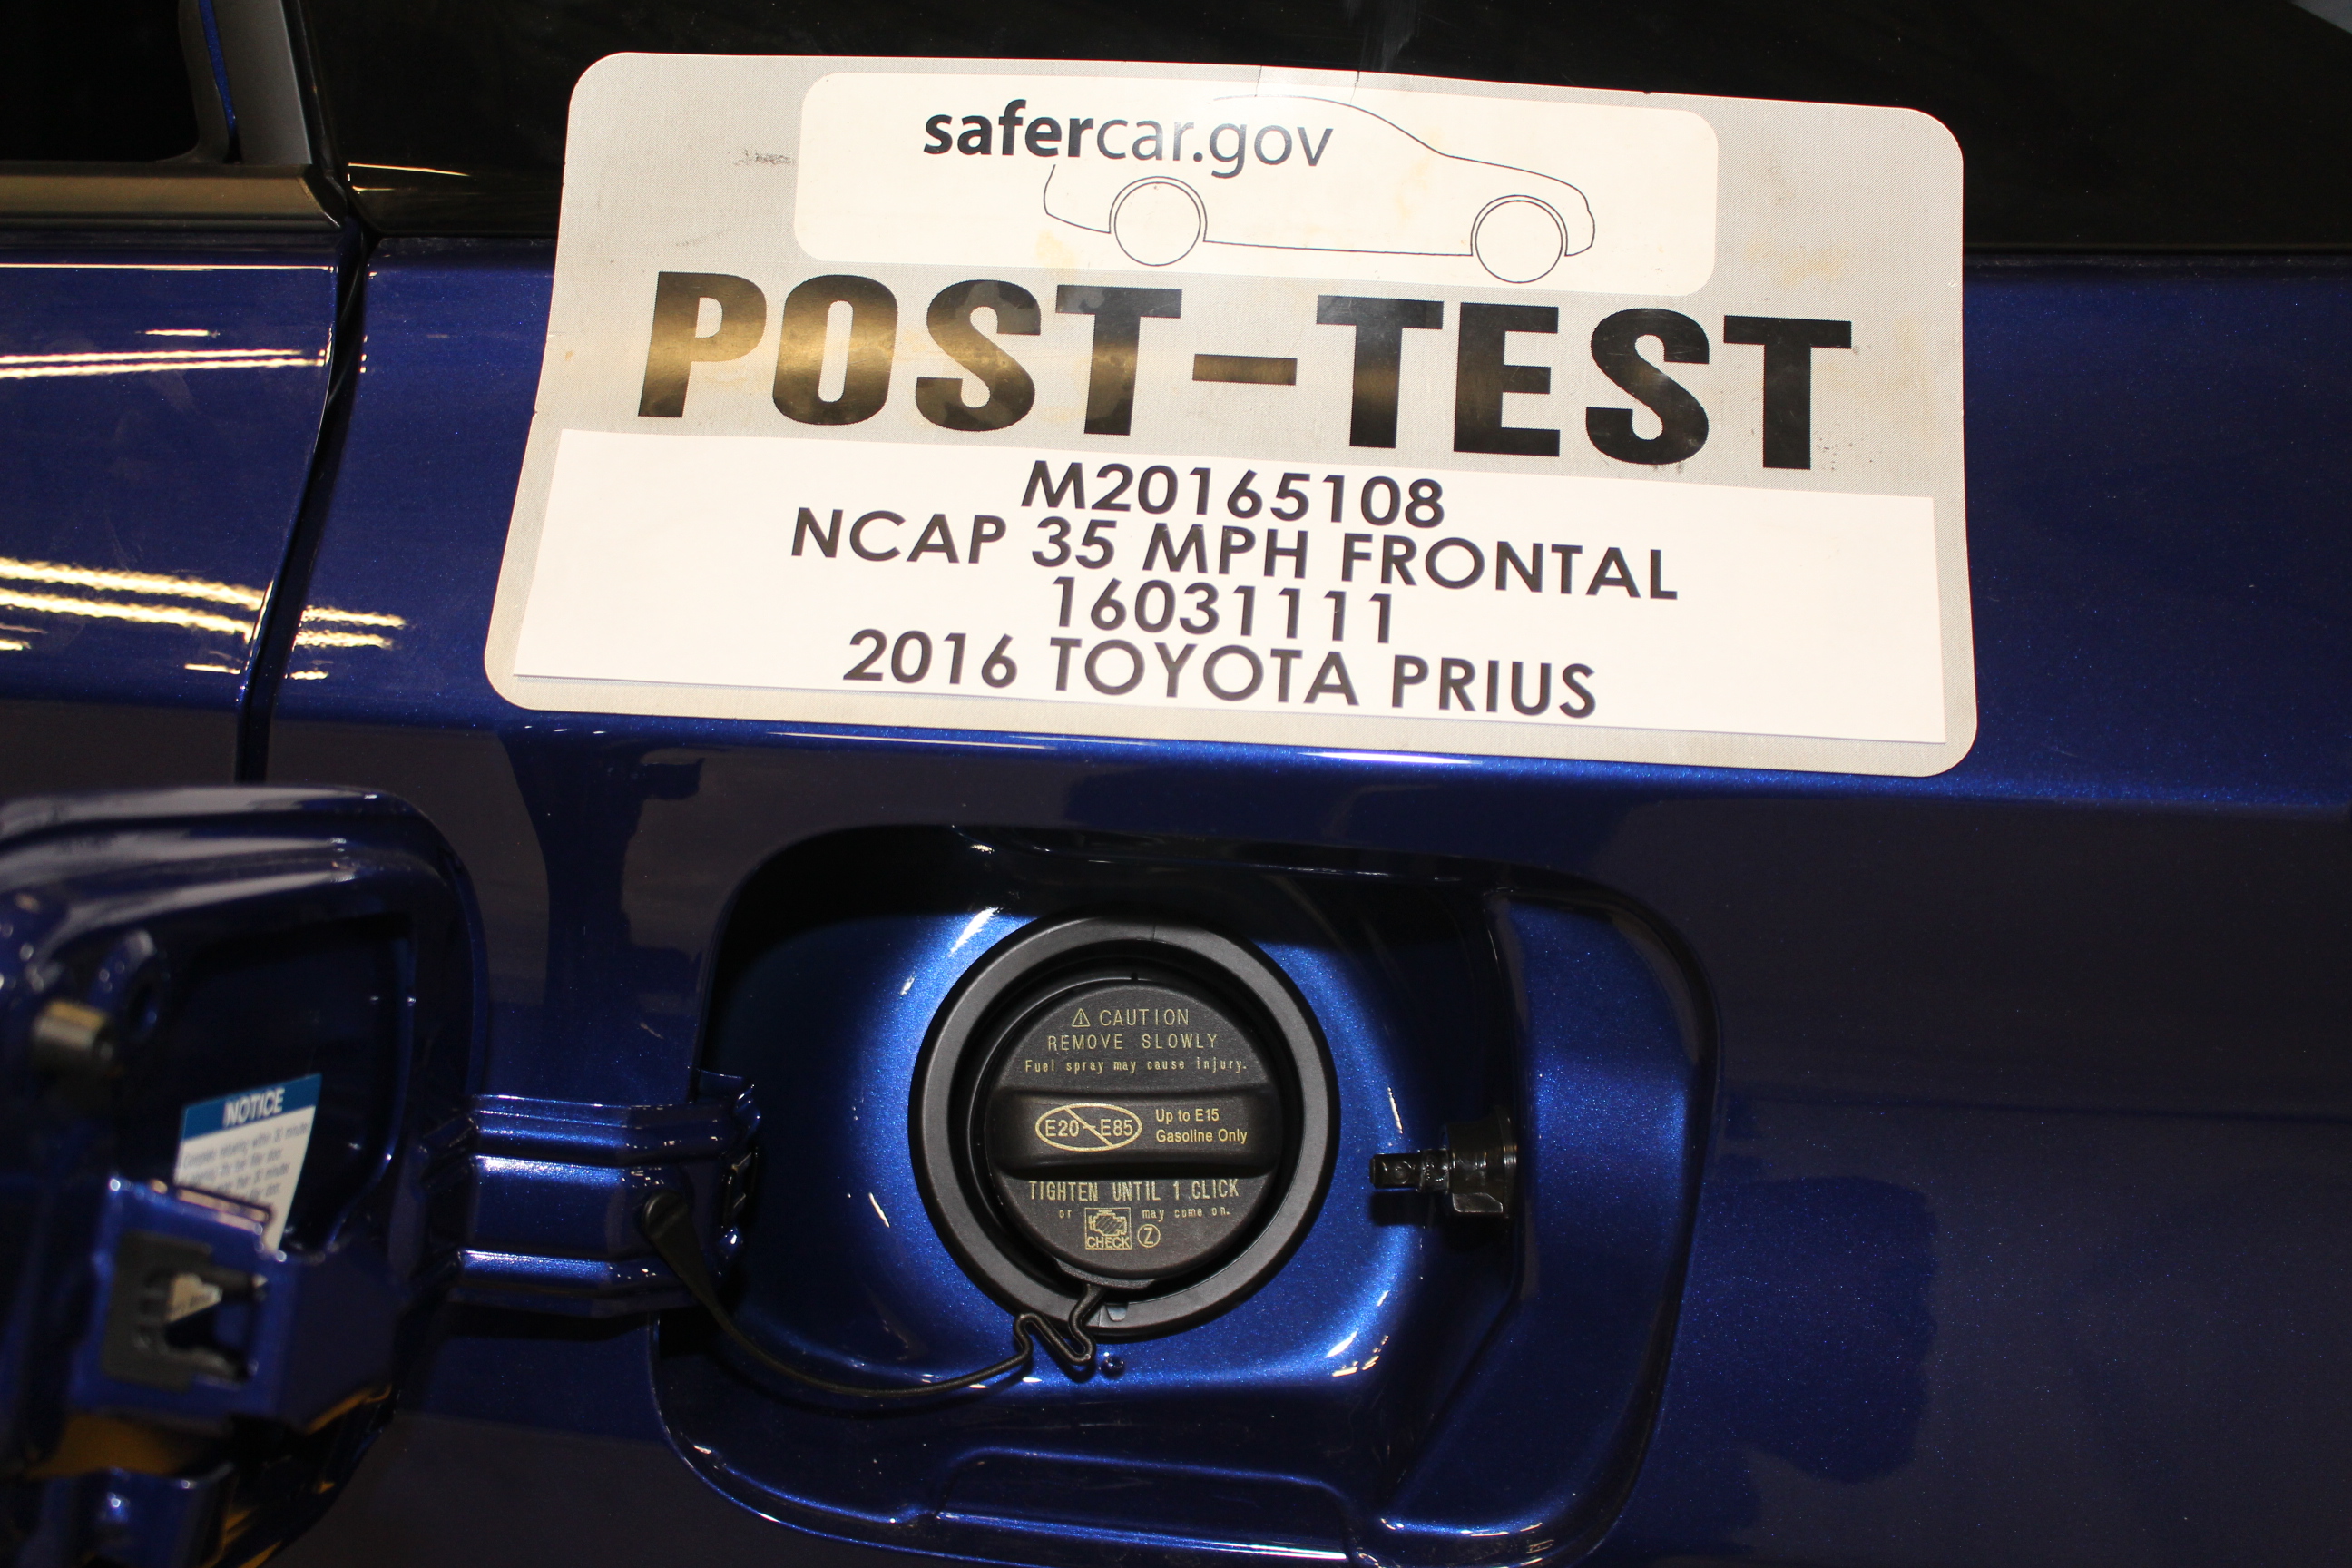 safercar.gov
POST-TEST
M20165108
NCAP 35 MPH FRONTAL
16031111
2016 TOYOTA PRIUS
⚠ CAUTION
REMOVE SLOWLY
Fuel spray may cause injury.
E20-E85
Up to E15
Gasoline Only
TIGHTEN UNTIL 1 CLICK
or CHECK may come on.
Z
NOTICE